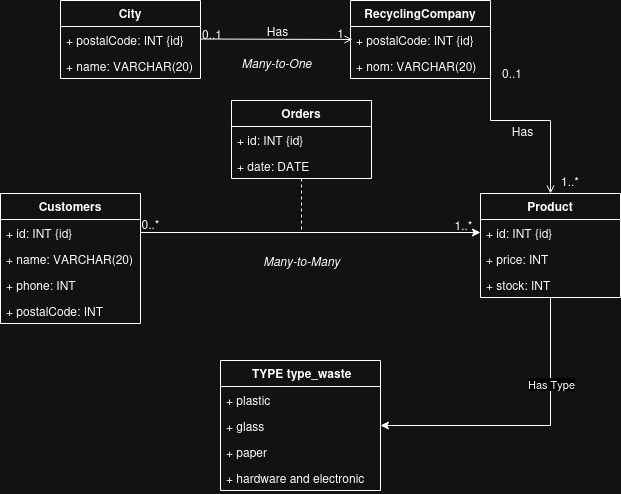 City
+ postalCode: INT {id}
+ name: VARCHAR(20)
0..1
Has
1
Many-to-One
RecyclingCompany
+ postalCode: INT {id}
+ nom: VARCHAR(20)
0..1
Has
1..*
Orders
+ id: INT {id}
+ date: DATE
Customers
+ id: INT {id}
+ name: VARCHAR(20)
+ phone: INT
+ postalCode: INT
0..*
1..*
Many-to-Many
Product
+ id: INT {id}
+ price: INT
+ stock: INT
Has Type
TYPE type_waste
+ plastic
+ glass
+ paper
+ hardware and electronic